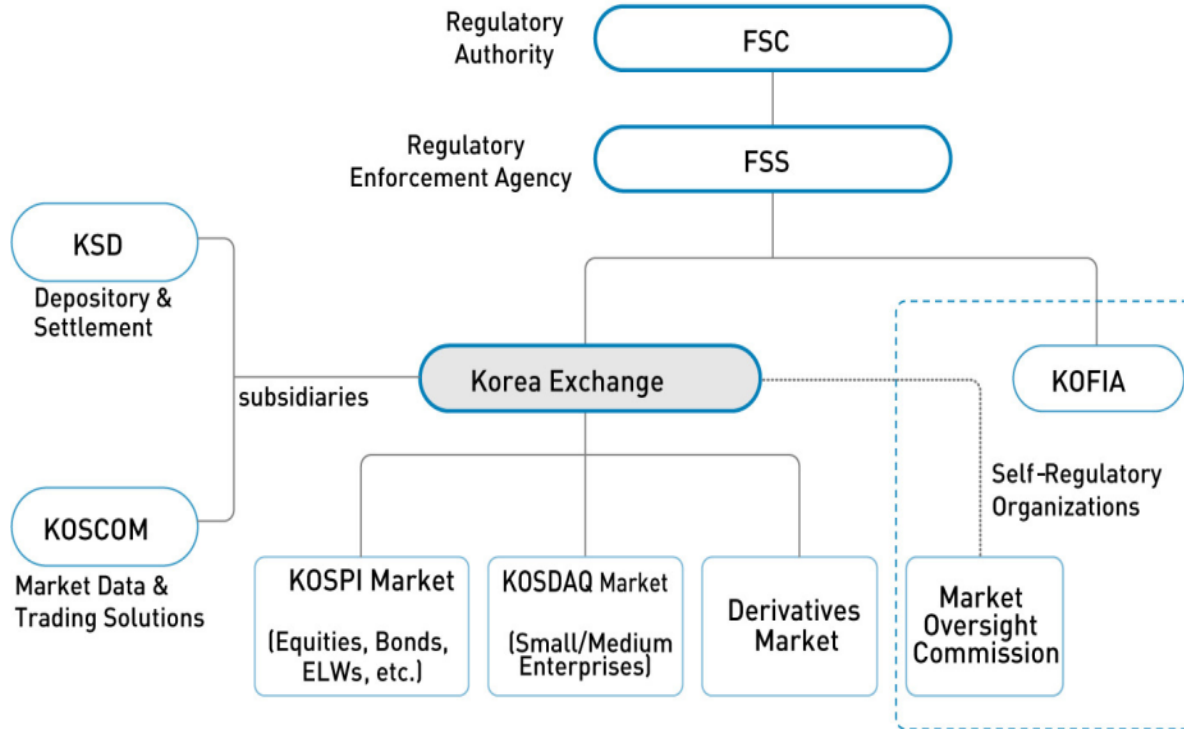 Regulatory
Authority
FSC
Regulatory
Enforcement Agency
FSS
KSD
Depository &
Settlement
subsidiaries
Korea Exchange
KOFIA
KOSCOM
Market Data &
Trading Solutions
Self-Regulatory
Organizations
KOSPI Market
(Equities, Bonds,
ELWs, etc.)
KOSDAQ Market
(Small/Medium
Enterprises)
Derivatives
Market
Market
Oversight
Commission